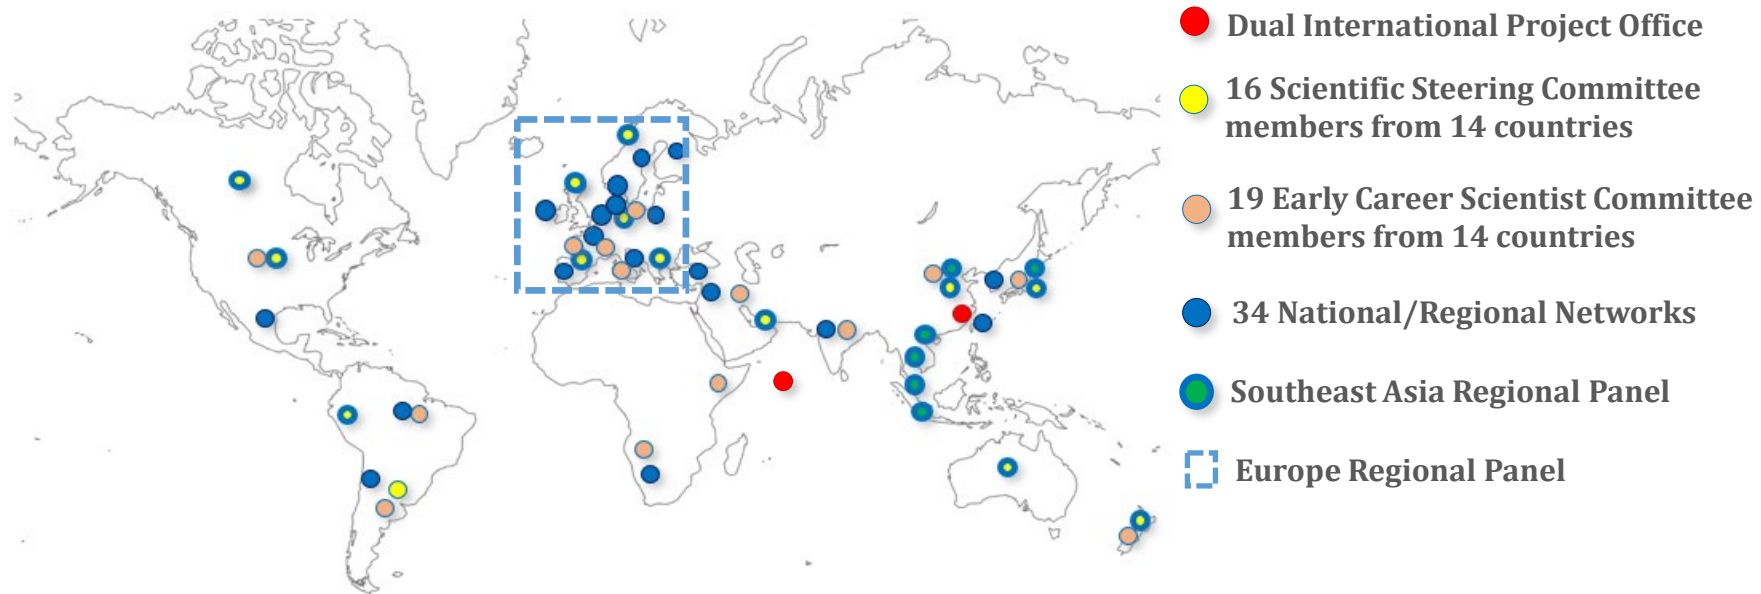 Dual International Project Office
16 Scientific Steering Committee
members from 14 countries
19 Early Career Scientist Committee
members from 14 countries
34 National/Regional Networks
Southeast Asia Regional Panel
Europe Regional Panel